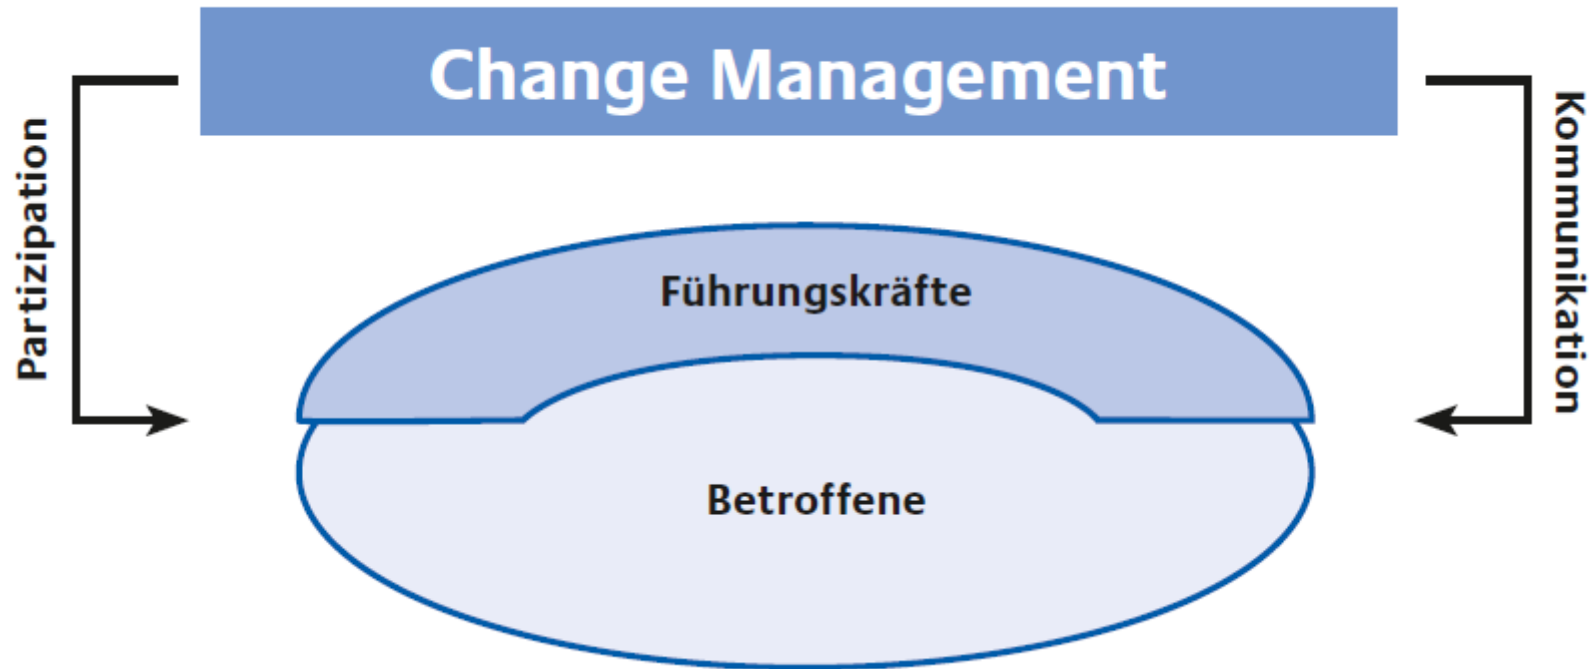 Change Management
Partizipation
Kommunikation
Führungskräfte
Betroffene